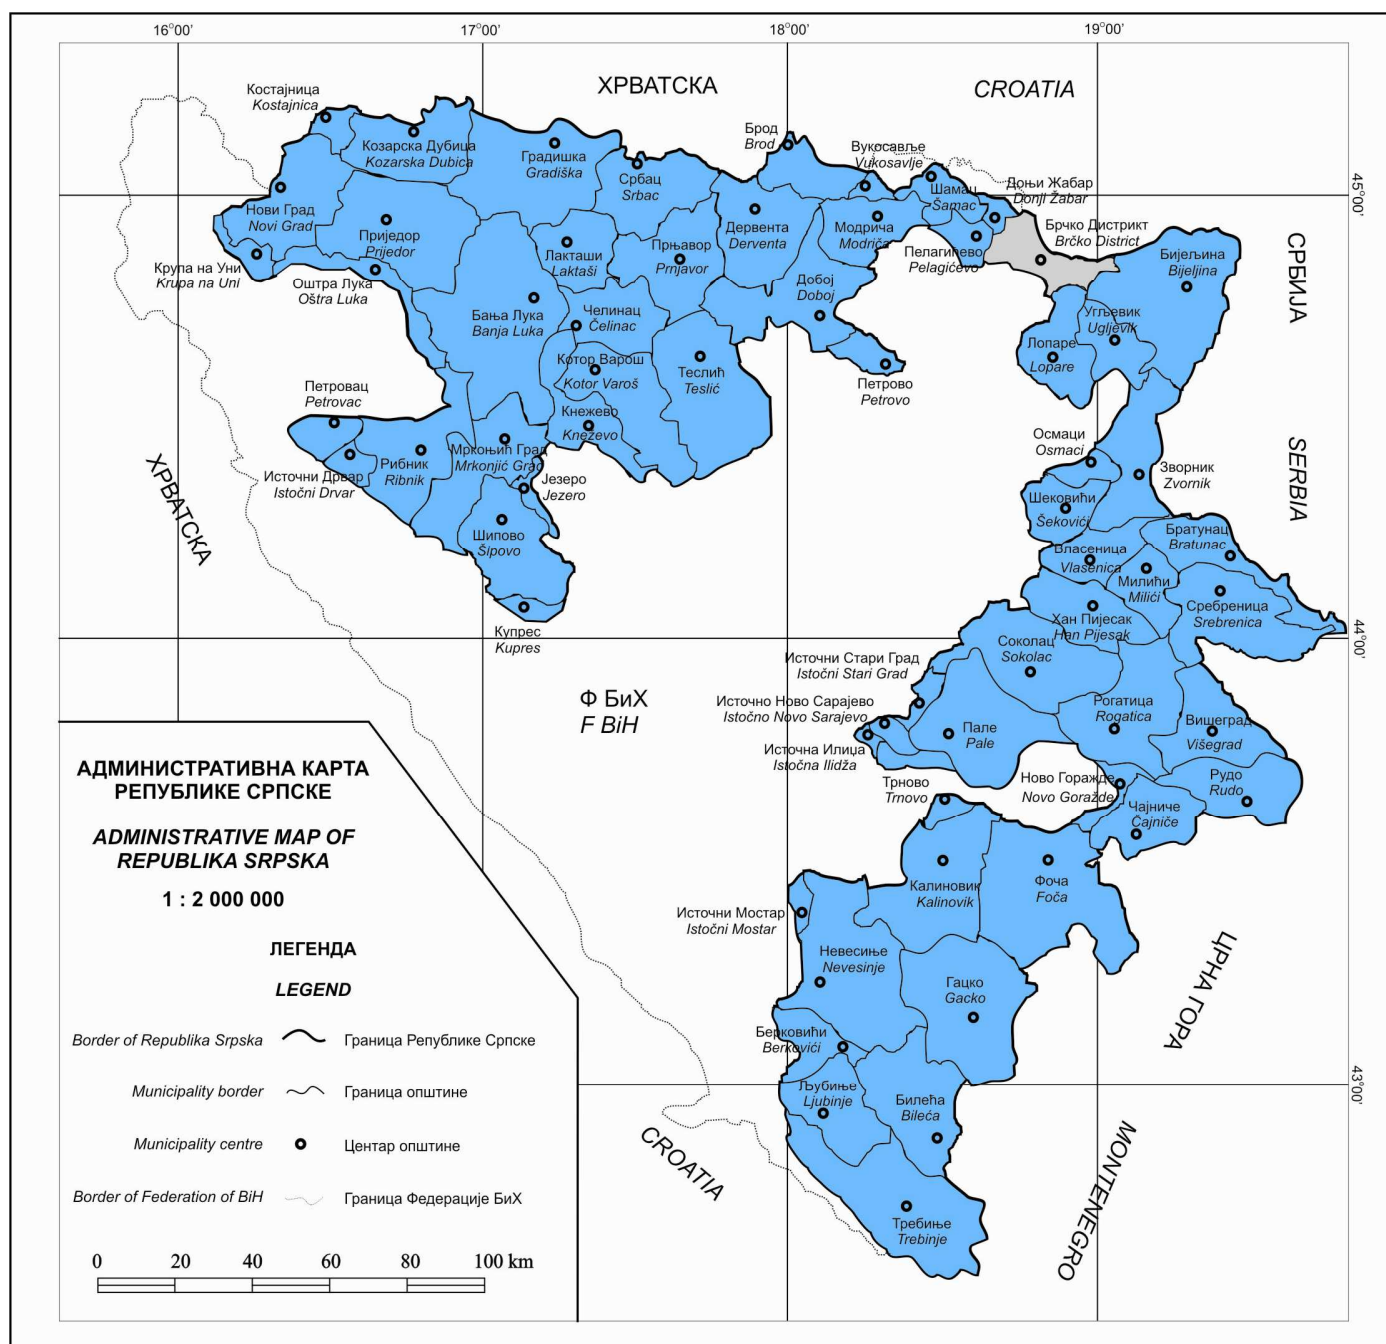 16°00'
17°00'
18°00'
19°00'
ХРВАТСКА
CROATIA
Костајница
Kostajnica
Козарска Дубица
Kozarska Dubica
Градишка
Gradiška
Србац
Srbac
Брод
Brod
Вукосавље
Vukosavlje
Шамац
Šamac
Доњи Жабар
Donji Žabar
45°00'
Нови Град
Novi Grad
Приједор
Prijedor
Лакташи
Laktaši
Прњавор
Prnjavor
Дервента
Derventa
Модрича
Modriča
Пелагићево
Pelagićevo
Брчко Дистрикт
Brčko District
Бијељина
Bijeljina
СРБИЈА
Крупа на Уни
Krupa na Uni
Оштра Лука
Oštra Luka
Бања Лука
Banja Luka
Челинац
Čelinac
Добој
Doboj
Угљевик
Ugljevik
Лопаре
Lopare
Котор Варош
Kotor Varoš
Теслић
Teslić
Петрово
Petrovo
Петровац
Petrovac
Кнежево
Knezevo
Мркоњић Град
Mrkonjić Grad
Источни Дрвар
Istočni Drvar
Рибник
Ribnik
Језеро
Jezero
Осмаци
Osmaci
Зворник
Zvornik
SERBIA
ХРВАТСКА
Шипово
Šipovo
Шековићи
Šekovići
Братунац
Bratunac
Власеница
Vlasenica
Милићи
Milići
Сребреница
Srebrenica
Купрес
Kupres
Хан Пијесак
Han Pijesak
Соколац
Sokolac
44°00'
Источни Стари Град
Istočni Stari Grad
Источно Ново Сарајево
Istočno Novo Sarajevo
Источна Илиџа
Istočna Ilidža
Ф БиХ
F BiH
Пале
Pale
Рогатица
Rogatica
Вишеград
Višegrad
Трново
Trnovo
Ново Горажде
Novo Goražde
Рудо
Rudo
Чајниче
Čajniče
Калиновик
Kalinovik
Фоча
Foča
Источни Мостар
Istočni Mostar
Невесиње
Nevesinje
Гацко
Gacko
ЦРНА ГОРА
Берковићи
Berkovići
Љубиње
Ljubinje
Билећа
Bileća
43°00'
CROATIA
MONTENEGRO
Требиње
Trebinje
АДМИНИСТРАТИВНА КАРТА
РЕПУБЛИКЕ СРПСКЕ
ADMINISTRATIVE MAP OF
REPUBLIKA SRPSKA
1 : 2 000 000
ЛЕГЕНДА
LEGEND
Border of Republika Srpska Граница Републике Српске
Municipality border Граница општине
Municipality centre Центар општине
Border of Federation of BiH Граница Федерације БиХ
0 20 40 60 80 100 km